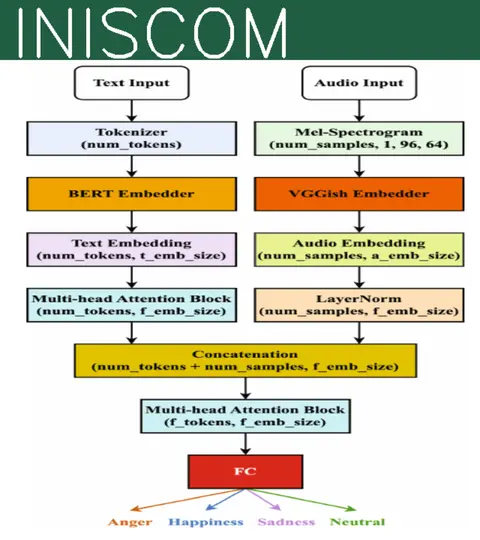 INISCOM
Text Input
Audio Input
Tokenizer
(num_tokens)
Mel-Spectrogram
(num_samples, 1, 96, 64)
BERT Embedder
VGGish Embedder
Text Embedding
(num_tokens, t_emb_size)
Audio Embedding
(num_samples, a_emb_size)
Multi-head Attention Block
(num_tokens, f_emb_size)
LayerNorm
(num_samples, f_emb_size)
Concatenation
(num_tokens + num_samples, f_emb_size)
Multi-head Attention Block
(f_tokens, f_emb_size)
FC
Anger Happiness Sadness Neutral